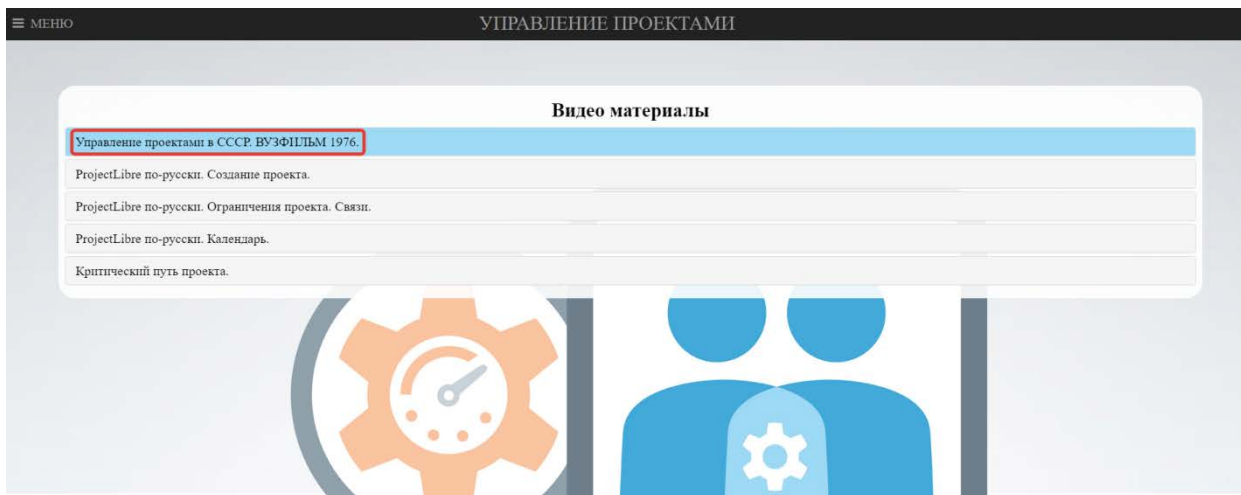 МЕНЮ
УПРАВЛЕНИЕ ПРОЕКТАМИ
Видео материалы
Управление проектами в СССР. ВУЗФИЛЬМ 1976.
ProjectLibre по-русски. Создание проекта.
ProjectLibre по-русски. Ограничения проекта. Связи.
ProjectLibre по-русски. Календарь.
Критический путь проекта.